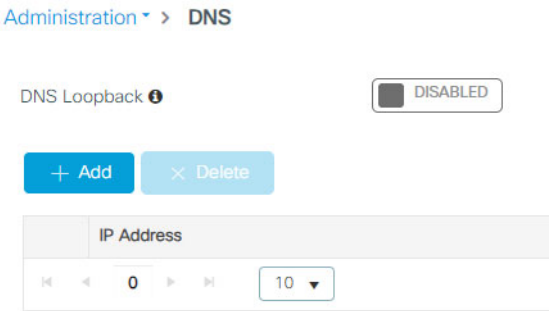 Administration > DNS
DNS Loopback DISABLED
+ Add × Delete
IP Address
0 10